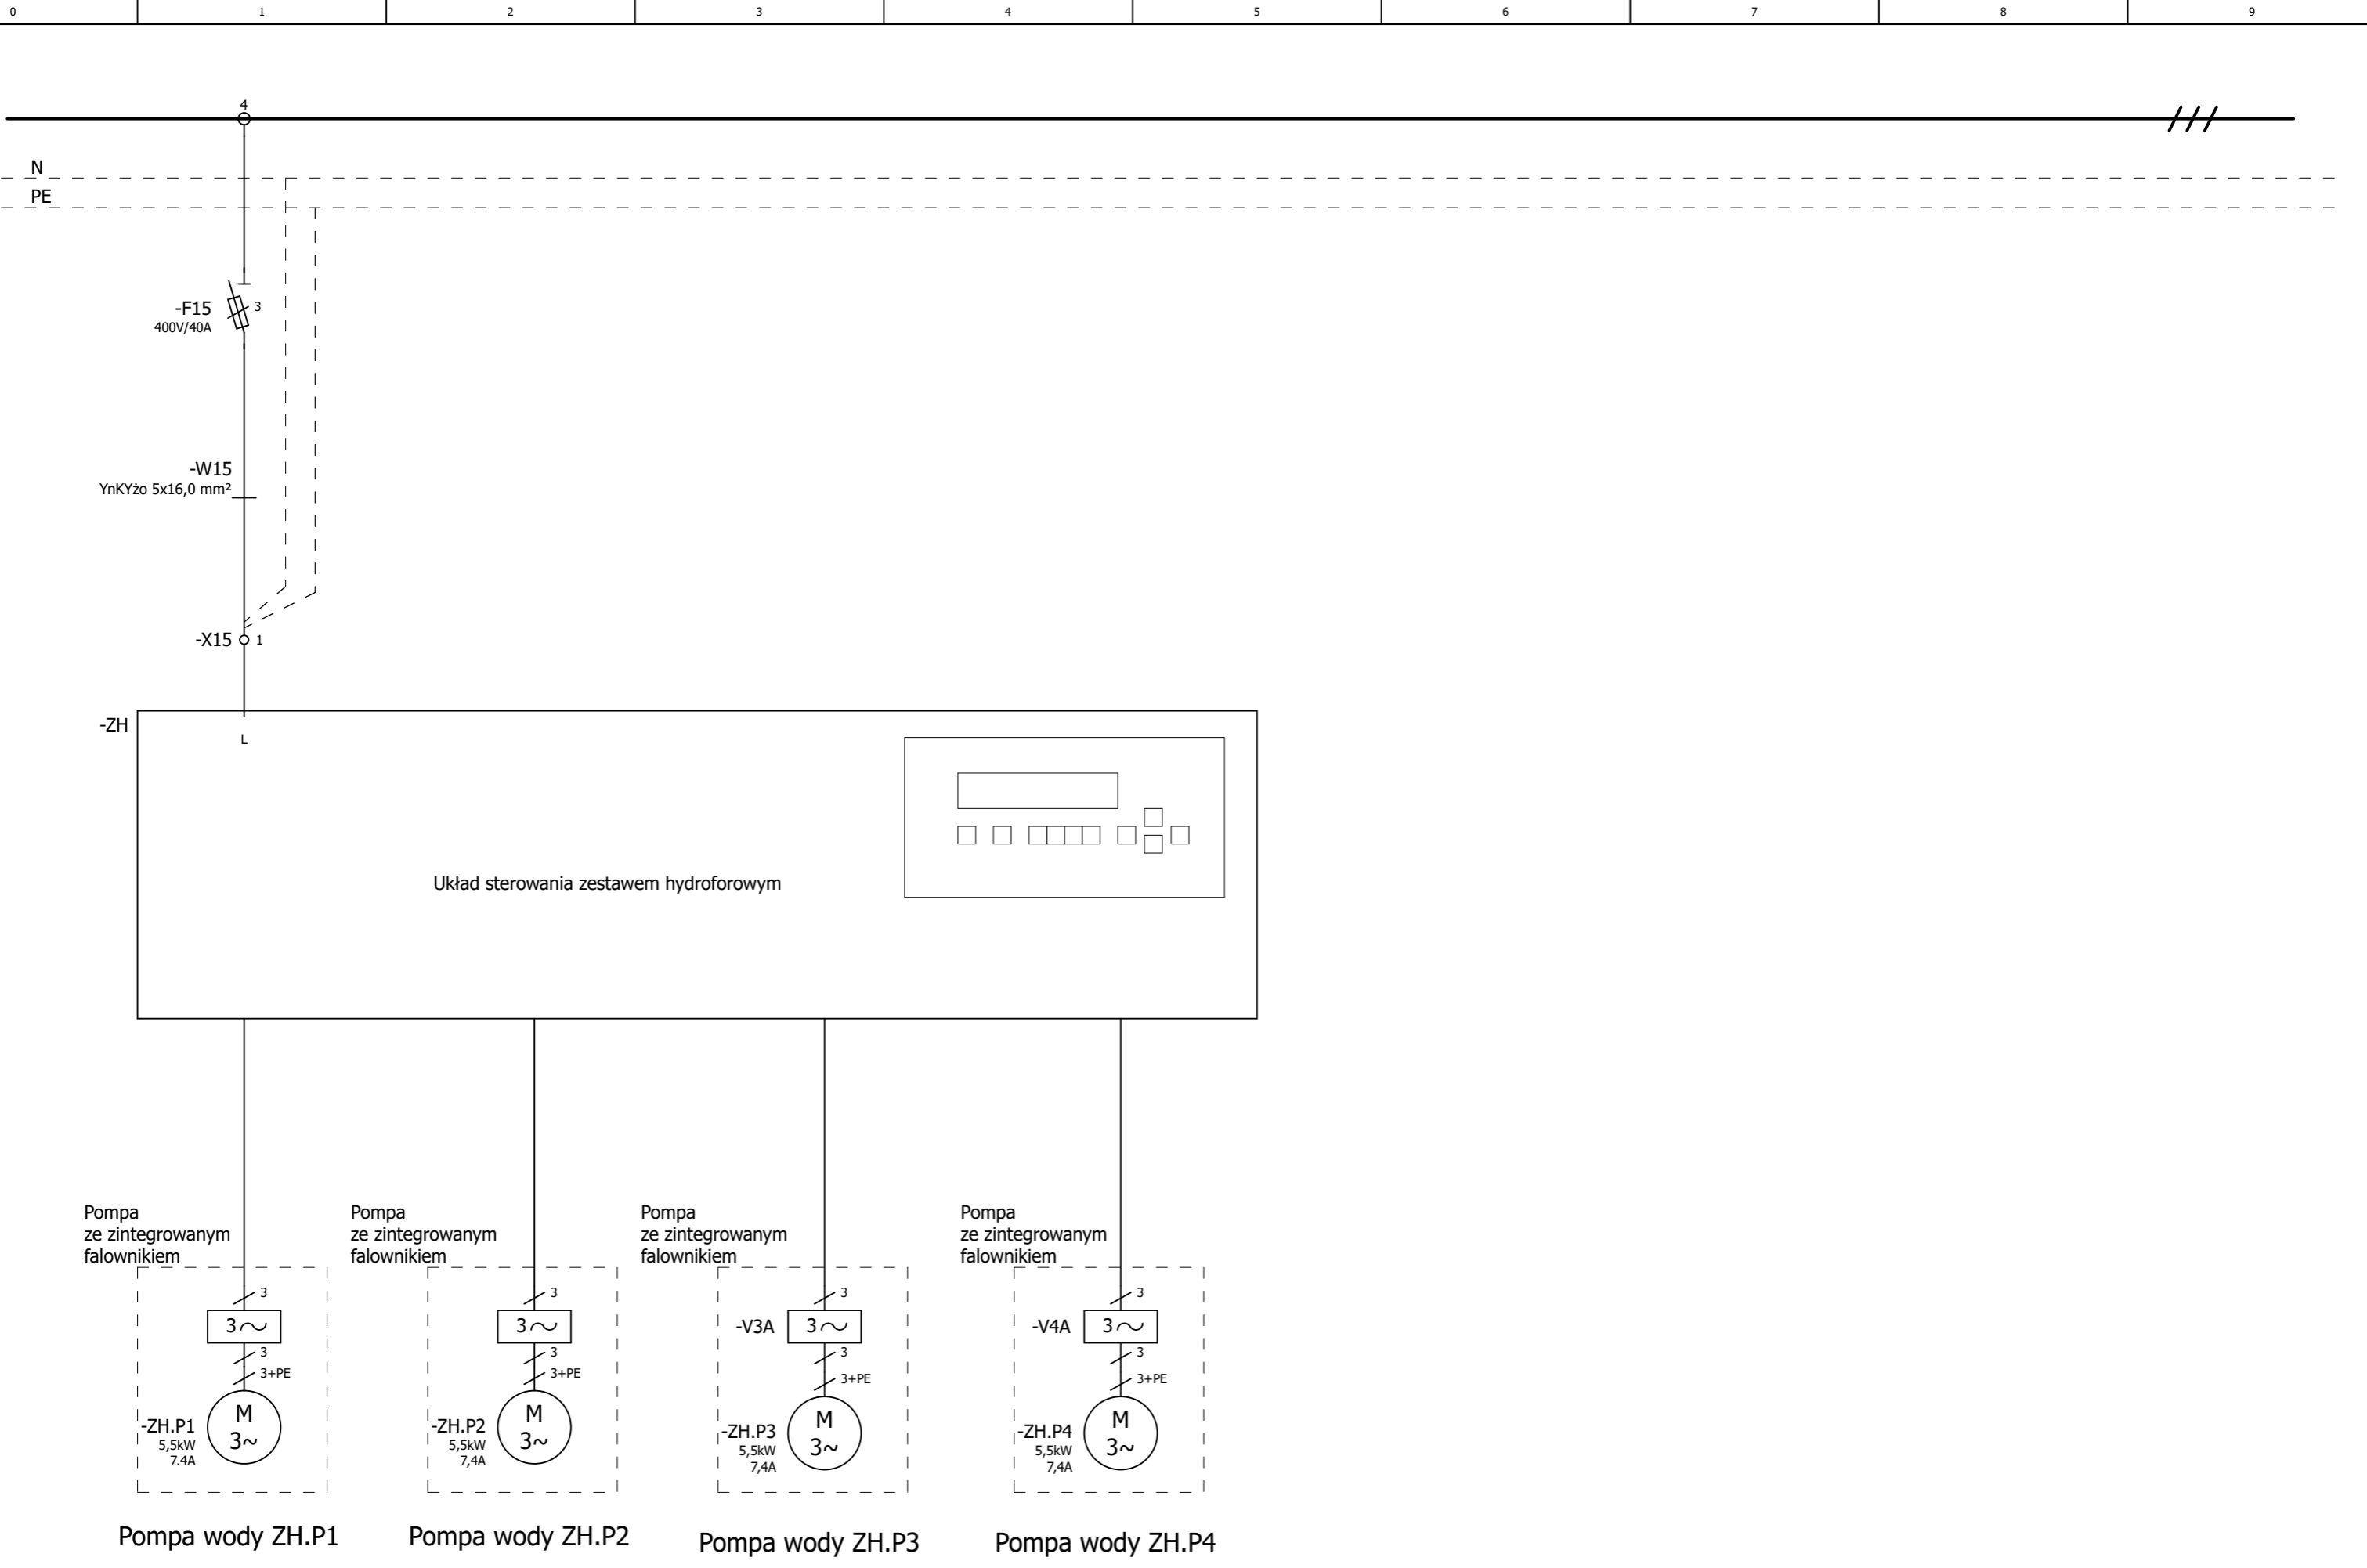 0 1 2 3 4 5 6 7 8 9
4
N
PE
-F15 3
400V/40A
-W15
YnKYżo 5x16,0 mm²
-X15 1
-ZH
L
Układ sterowania zestawem hydroforowym
Pompa
ze zintegrowanym
falownikiem
3
3
3
3+PE
M
3~
-ZH.P1
5,5kW
7.4A
Pompa wody ZH.P1
Pompa
ze zintegrowanym
falownikiem
3
3
3
3+PE
M
3~
-ZH.P2
5,5kW
7,4A
Pompa wody ZH.P2
Pompa
ze zintegrowanym
falownikiem
3
-V3A 3
3
3+PE
M
3~
-ZH.P3
5,5kW
7,4A
Pompa wody ZH.P3
Pompa
ze zintegrowanym
falownikiem
3
-V4A 3
3
3+PE
M
3~
-ZH.P4
5,5kW
7,4A
Pompa wody ZH.P4